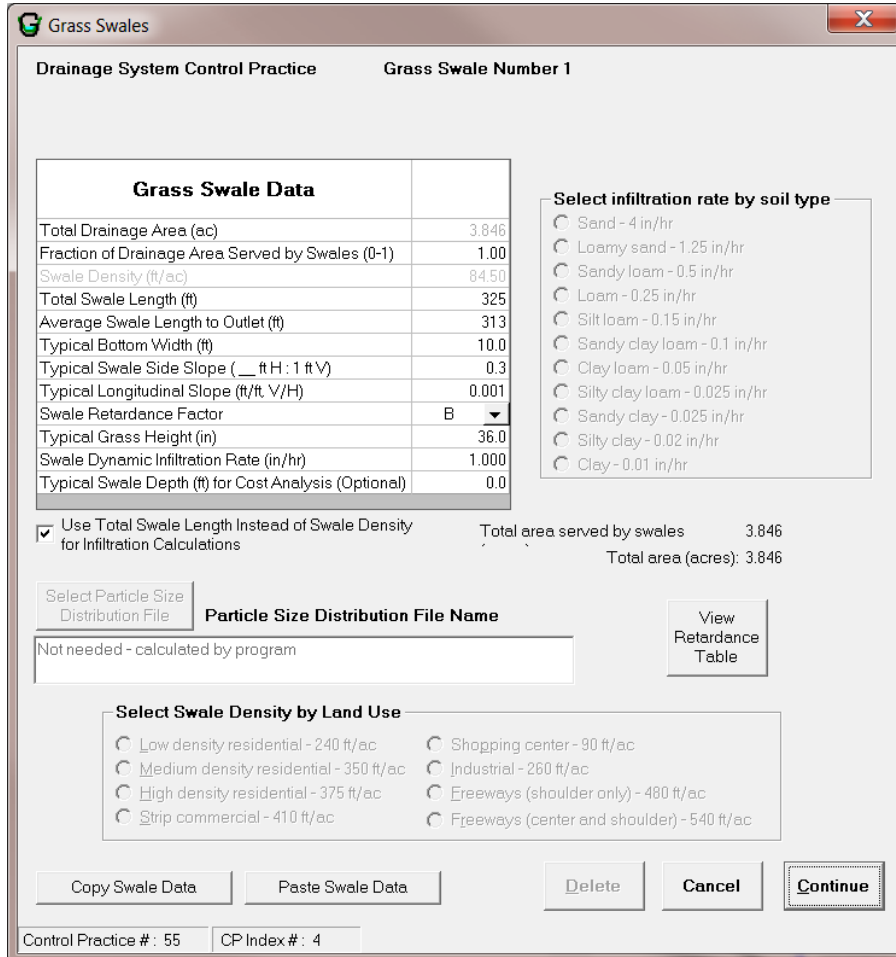 Grass Swales
Drainage System Control Practice Grass Swale Number 1
Grass Swale Data
Total Drainage Area (ac) 3.846
Fraction of Drainage Area Served by Swales (0-1) 1.00
Swale Density (ft/ac) 84.50
Total Swale Length (ft) 325
Average Swale Length to Outlet (ft) 313
Typical Bottom Width (ft) 10.0
Typical Swale Side Slope ( __ ft H : 1 ft V) 0.3
Typical Longitudinal Slope (ft/ft, V/H) 0.001
Swale Retardance Factor B
Typical Grass Height (in) 36.0
Swale Dynamic Infiltration Rate (in/hr) 1.000
Typical Swale Depth (ft) for Cost Analysis (Optional) 0.0
Select infiltration rate by soil type
Sand - 4 in/hr
Loamy sand - 1.25 in/hr
Sandy loam - 0.5 in/hr
Loam - 0.25 in/hr
Silt loam - 0.15 in/hr
Sandy clay loam - 0.1 in/hr
Clay loam - 0.05 in/hr
Silty clay loam - 0.025 in/hr
Sandy clay - 0.025 in/hr
Silty clay - 0.02 in/hr
Clay - 0.01 in/hr
Use Total Swale Length Instead of Swale Density
for Infiltration Calculations
Total area served by swales 3.846
Total area (acres): 3.846
Select Particle Size
Distribution File
Particle Size Distribution File Name
Not needed - calculated by program
View
Retardance
Table
Select Swale Density by Land Use
Low density residential - 240 ft/ac
Medium density residential - 350 ft/ac
High density residential - 375 ft/ac
Strip commercial - 410 ft/ac
Shopping center - 90 ft/ac
Industrial - 260 ft/ac
Freeways (shoulder only) - 480 ft/ac
Freeways (center and shoulder) - 540 ft/ac
Copy Swale Data Paste Swale Data Delete Cancel Continue
Control Practice # : 55 CP Index # : 4